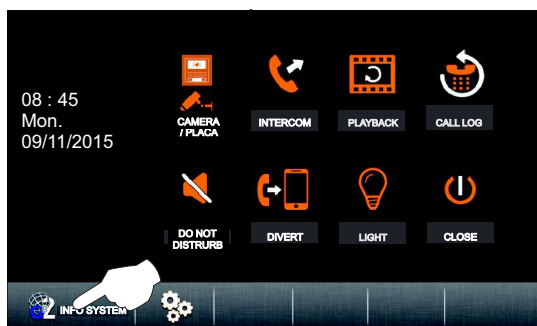 08 : 45
Mon.
09/11/2015
CAMERA
/ PLACA
INTERCOM
PLAYBACK
CALL LOG
DO NOT
DISTRURB
DIVERT
LIGHT
CLOSE
2 INFO SYSTEM